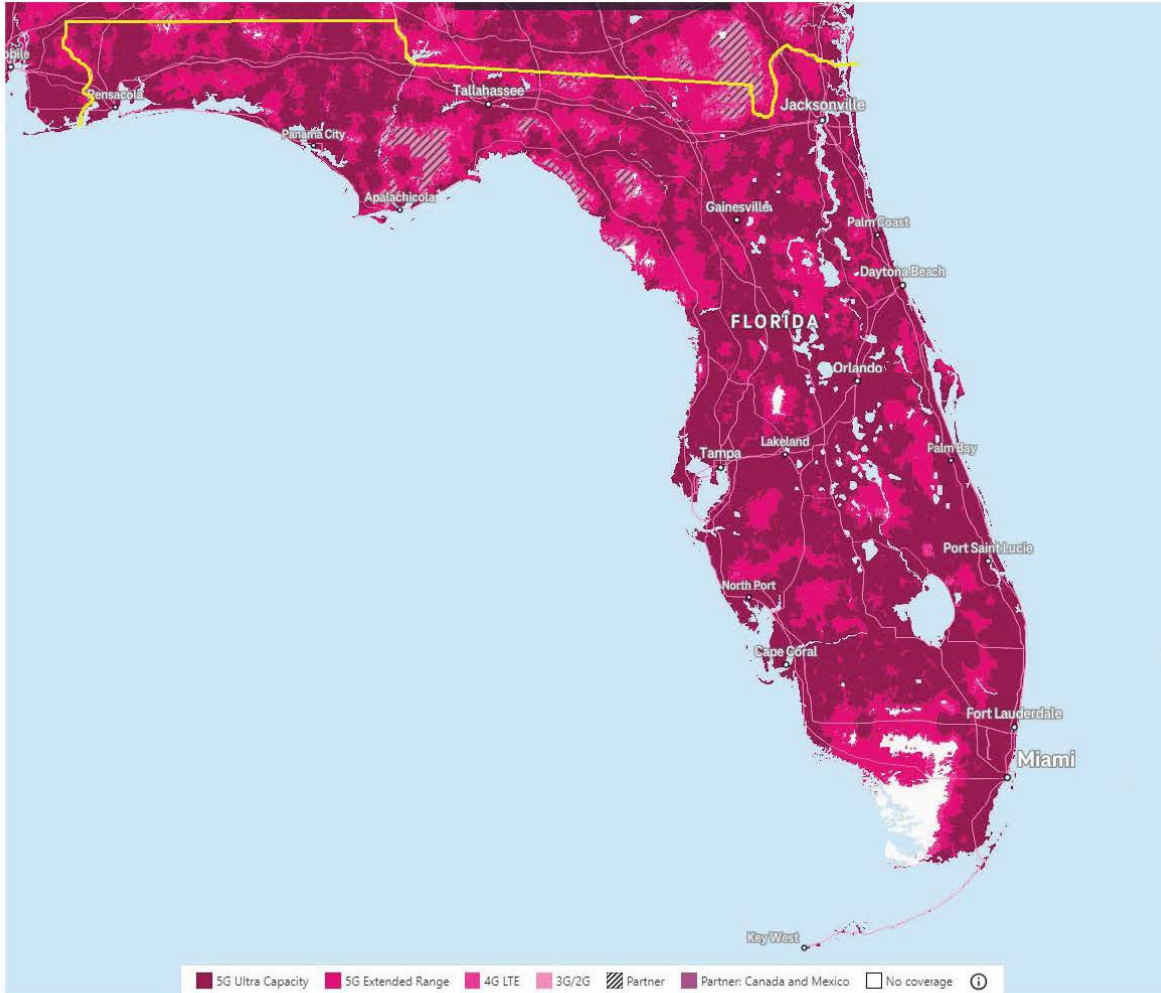 obile
Pensacola
Tallahassee
Jacksonville
Panama City
Apalachicola
Gainesville
Palm Coast
Daytona Beach
FLORIDA
Orlando
Lakeland
Tampa
Palm Bay
Port Saint Lucie
North Port
Cape Coral
Fort Lauderdale
Miami
Key West
5G Ultra Capacity 5G Extended Range 4G LTE 3G/2G Partner Partner: Canada and Mexico No coverage